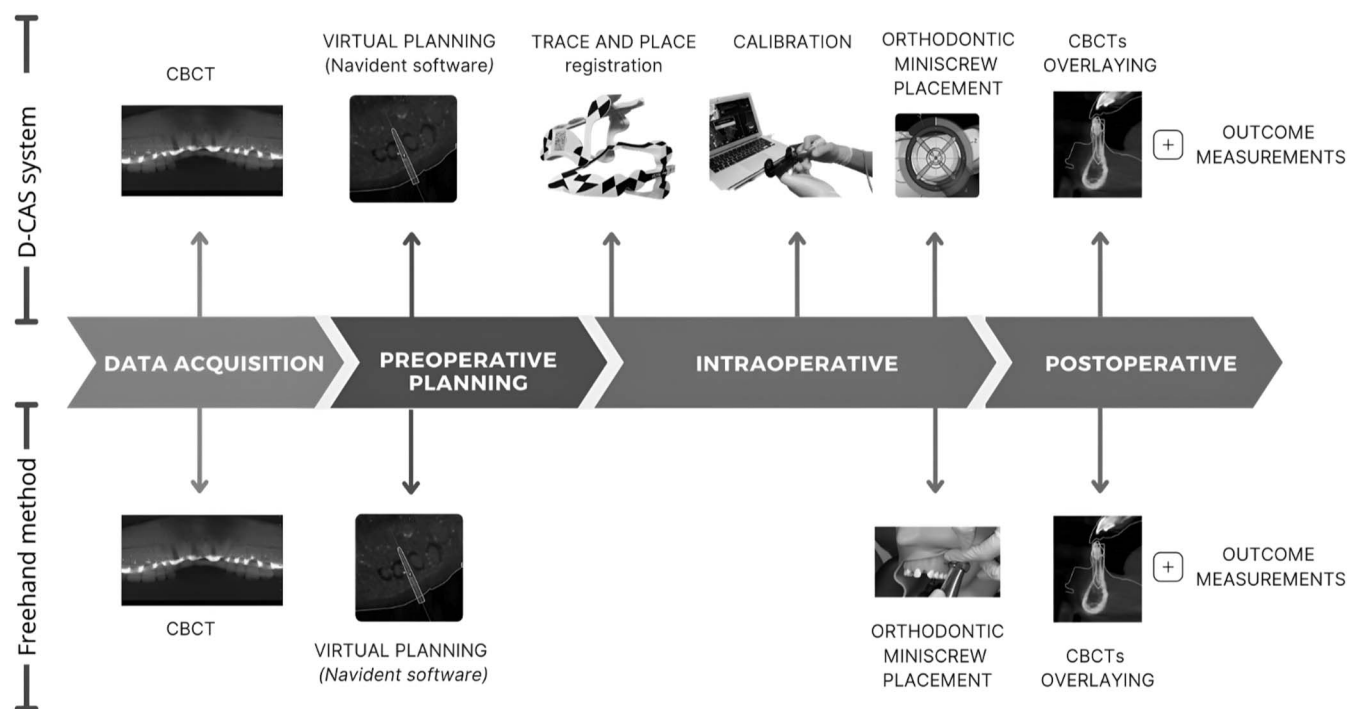 D-CAS system
CBCT
VIRTUAL PLANNING
(Navident software)
TRACE AND PLACE
registration
CALIBRATION
ORTHODONTIC
MINISCREW
PLACEMENT
CBCTs
OVERLAYING
+
OUTCOME
MEASUREMENTS
DATA ACQUISITION
PREOPERATIVE
PLANNING
INTRAOPERATIVE
POSTOPERATIVE
Freehand method
CBCT
VIRTUAL PLANNING
(Navident software)
ORTHODONTIC
MINISCREW
PLACEMENT
CBCTs
OVERLAYING
+
OUTCOME
MEASUREMENTS